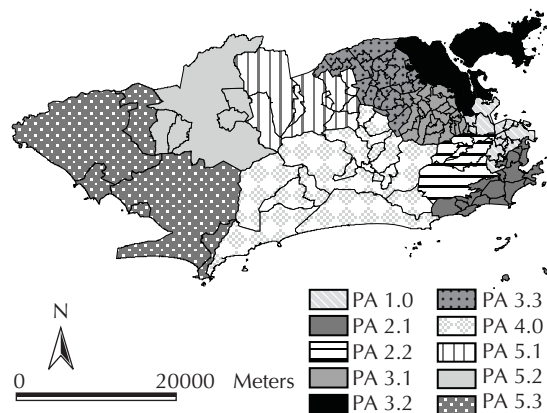 N
0 20000 Meters
PA 1.0
PA 2.1
PA 2.2
PA 3.1
PA 3.2
PA 3.3
PA 4.0
PA 5.1
PA 5.2
PA 5.3